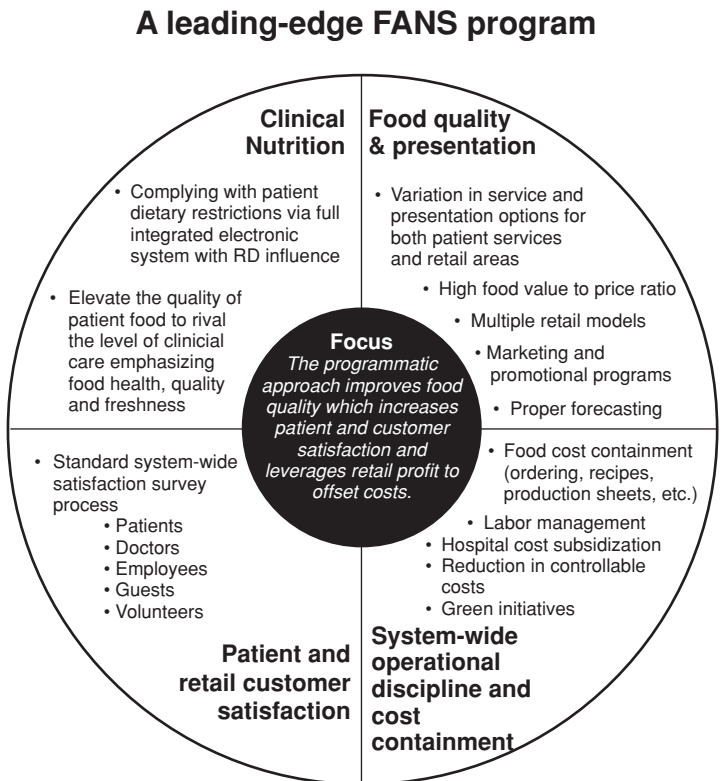 A leading-edge FANS program
Clinical
Nutrition
• Complying with patient
dietary restrictions via full
integrated electronic
system with RD influence
• Elevate the quality of
patient food to rival
the level of clinicial
care emphasizing
food health, quality
and freshness
Food quality
& presentation
• Variation in service and
presentation options for
both patient services
and retail areas
• High food value to price ratio
• Multiple retail models
• Marketing and
promotional programs
• Proper forecasting
Focus
The programmatic
approach improves food
quality which increases
patient and customer
satisfaction and
leverages retail profit to
offset costs.
• Standard system-wide
satisfaction survey
process
• Patients
• Doctors
• Employees
• Guests
• Volunteers
Patient and
retail customer
satisfaction
• Food cost containment
(ordering, recipes,
production sheets, etc.)
• Labor management
• Hospital cost subsidization
• Reduction in controllable
costs
• Green initiatives
System-wide
operational
discipline and
cost
containment